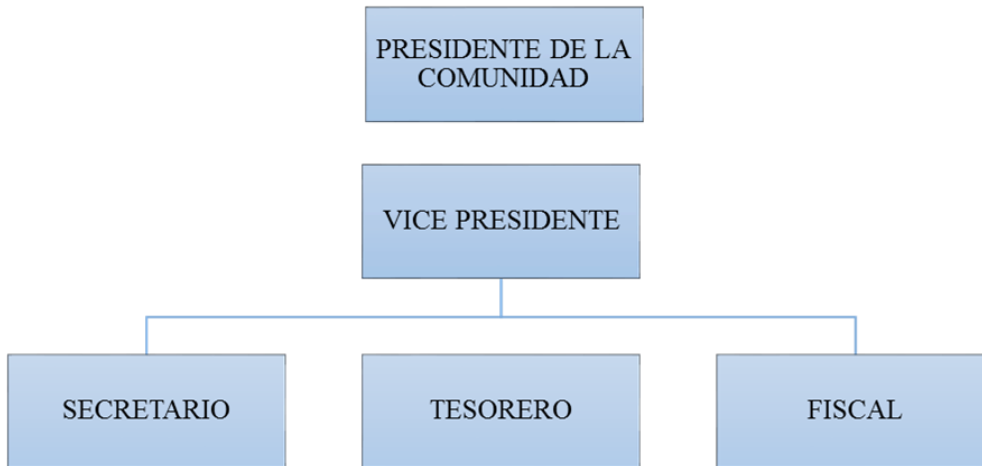 PRESIDENTE DE LA
COMUNIDAD
VICE PRESIDENTE
SECRETARIO
TESORERO
FISCAL